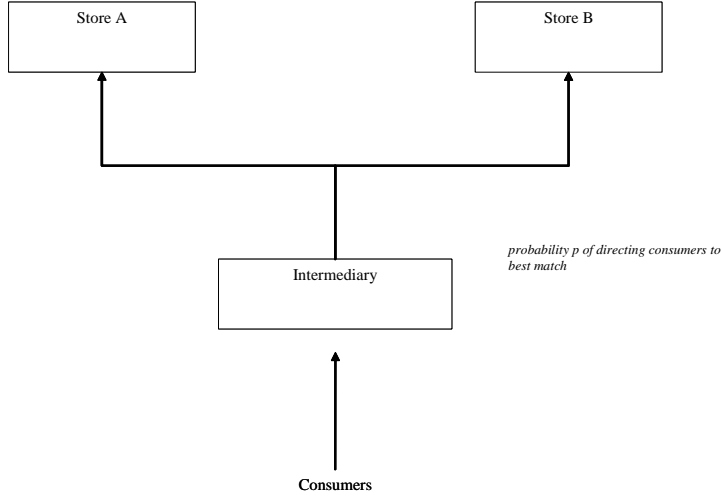 Store A
Store B
probability p of directing consumers to
best match
Intermediary
Consumers